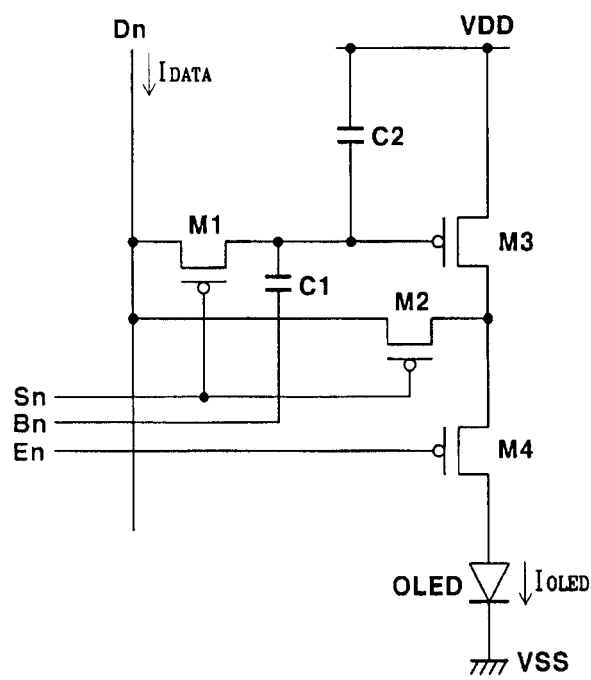 Dn
VDD
IDATA
C2
M1
M3
C1
M2
Sn
Bn
En
M4
OLED
IOLED
VSS